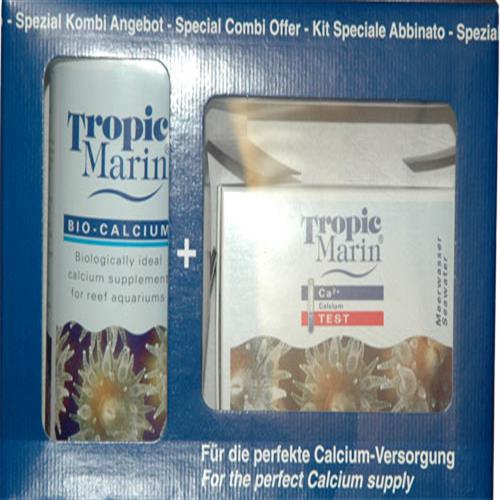 - Spezial Kombi Angebot - Special Combi Offer - Kit Speciale Abbinato - Spezial
Tropic
Marin
BIO-CALCIUM
Biologically ideal
calcium supplement
for reef aquariums
+
Tropic
Marin®
Ca²⁺
Calcium
TEST
Meerwasser
Seawater
Für die perfekte Calcium-Versorgung
For the perfect Calcium supply